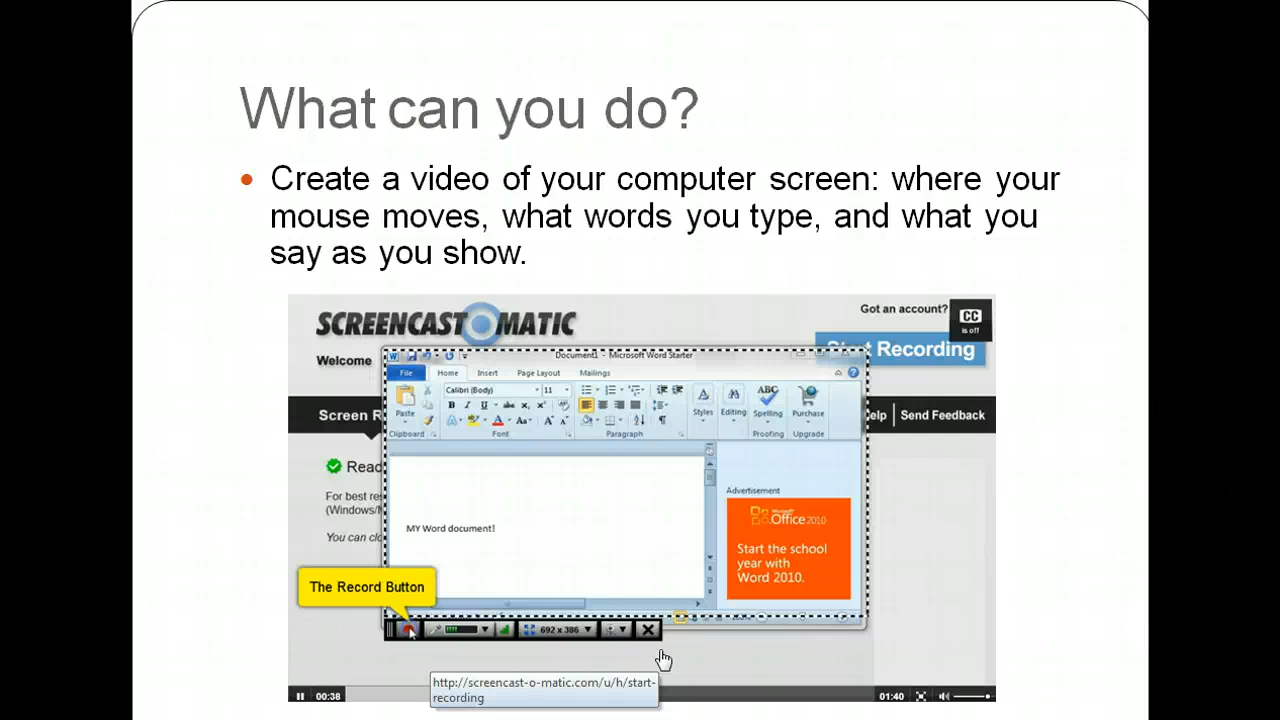 What can you do?
Create a video of your computer screen: where your
mouse moves, what words you type, and what you
say as you show.
SCREENCAST MATIC
Got an account?
CC
is off
Welcome
Start Recording
Document1 - Microsoft Word Starter
File Home Insert Page Layout Mailings
Calibri (Body) 11
Paste
B I U abc
Styles Editing Spelling Purchase
Clipboard Font Paragraph Proofing Upgrade
Screen R
Help Send Feedback
Read
For best res
(Windows/M
You can clo
Advertisement
Microsoft
Office 2010
MY Word document!
Start the school
year with
Word 2010.
The Record Button
692 x 386
http://screencast-o-matic.com/u/h/start-
recording
00:38
01:40